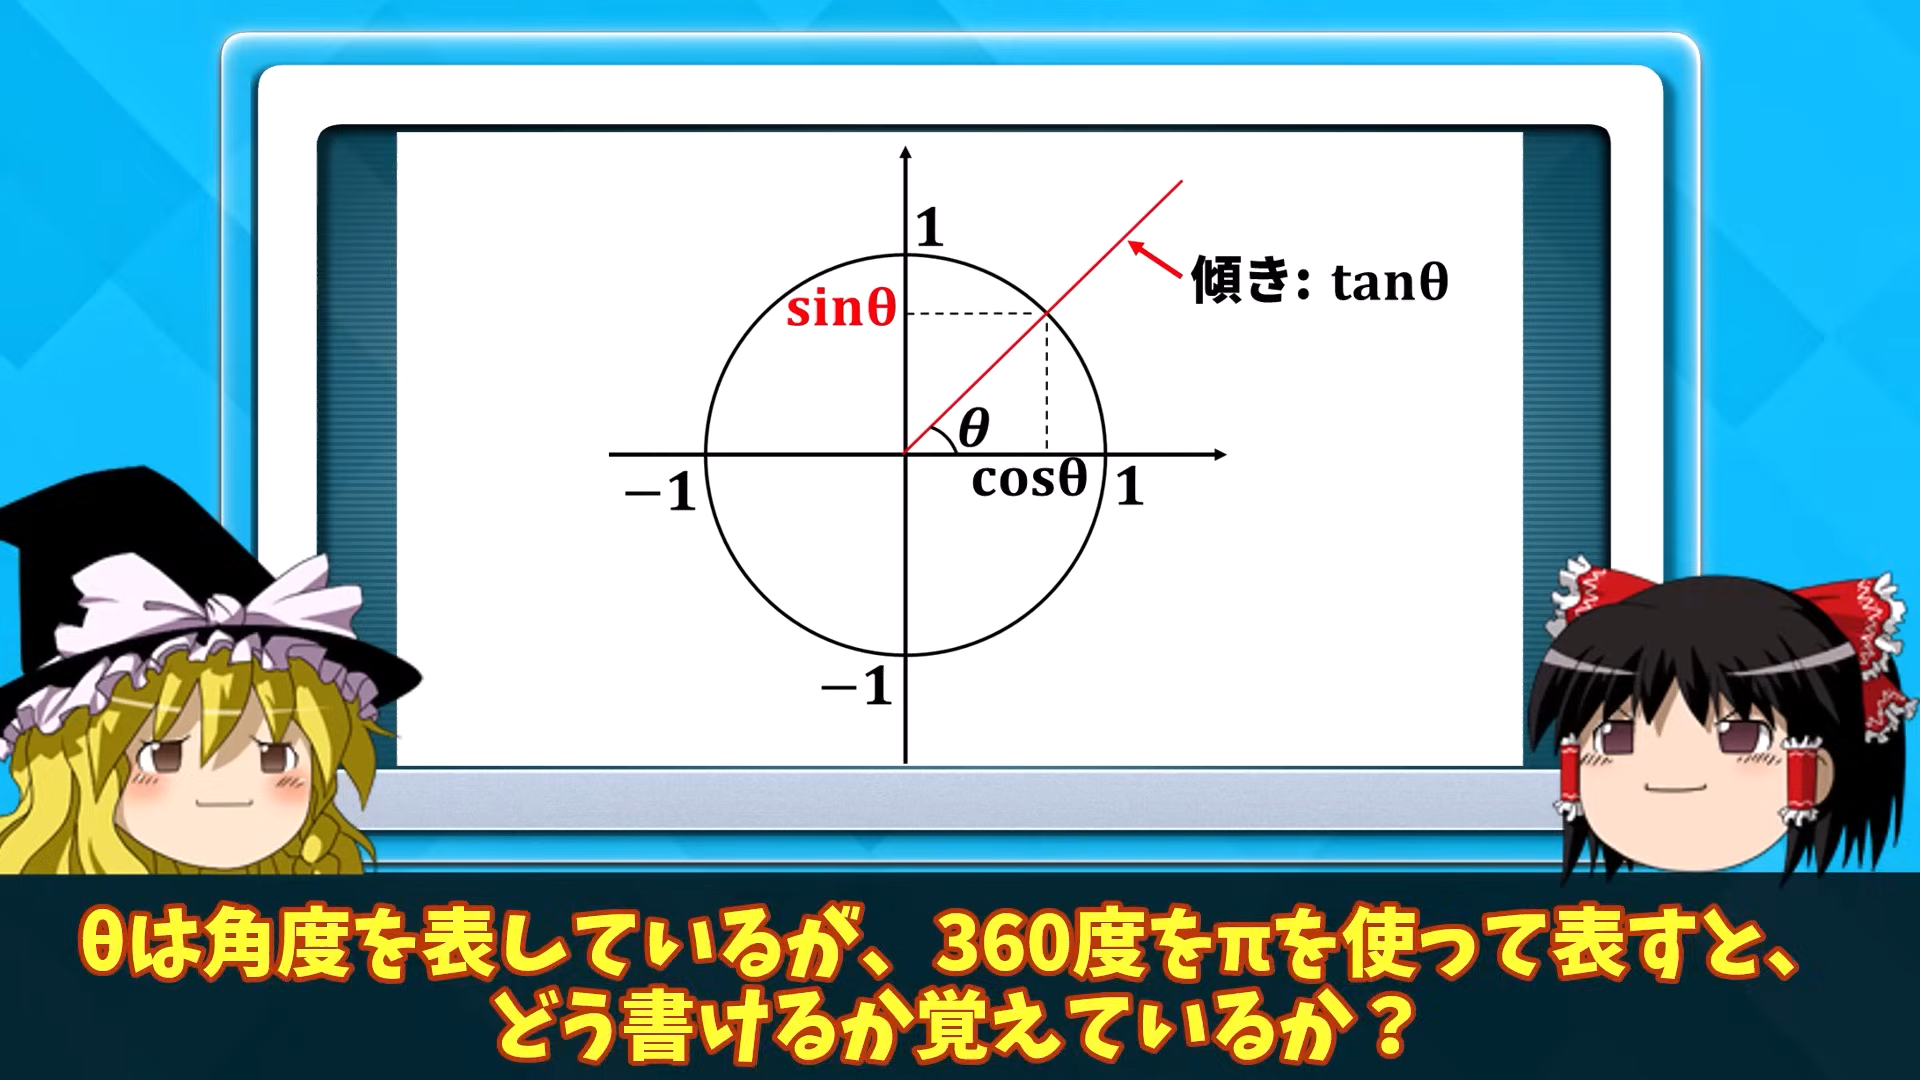 1
sinθ
傾き: tanθ
θ
cosθ
−1
1
−1
θは角度を表しているが、360度をπを使って表すと、
どう書けるか覚えているか？